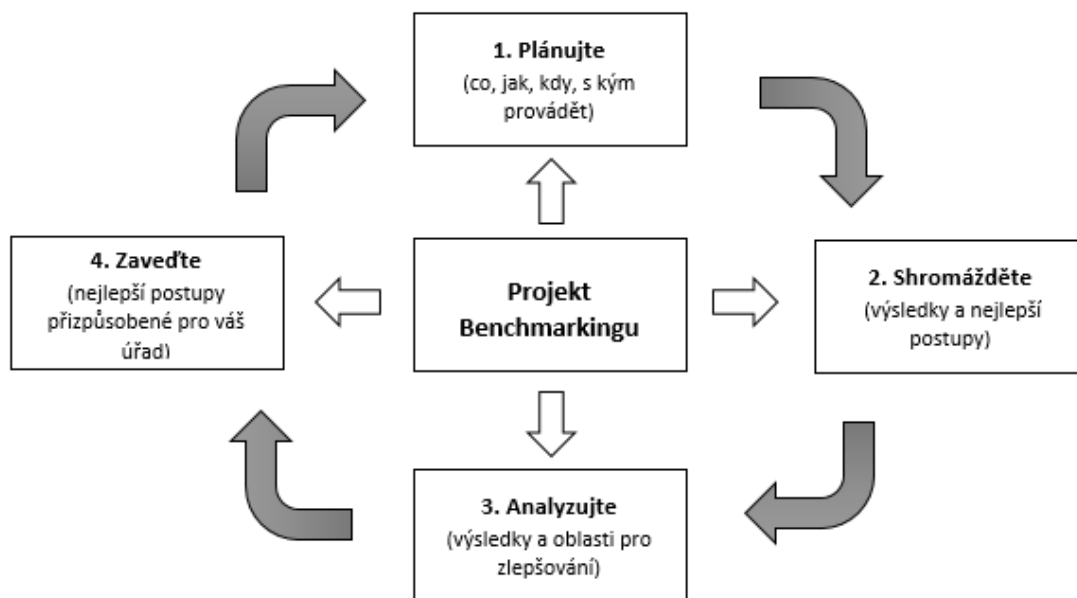 1. Plánujte
(co, jak, kdy, s kým
provádět)
4. Zaveďte
(nejlepší postupy
přizpůsobené pro váš
úřad)
Projekt
Benchmarkingu
2. Shromážděte
(výsledky a nejlepší
postupy)
3. Analyzujte
(výsledky a oblasti pro
zlepšování)